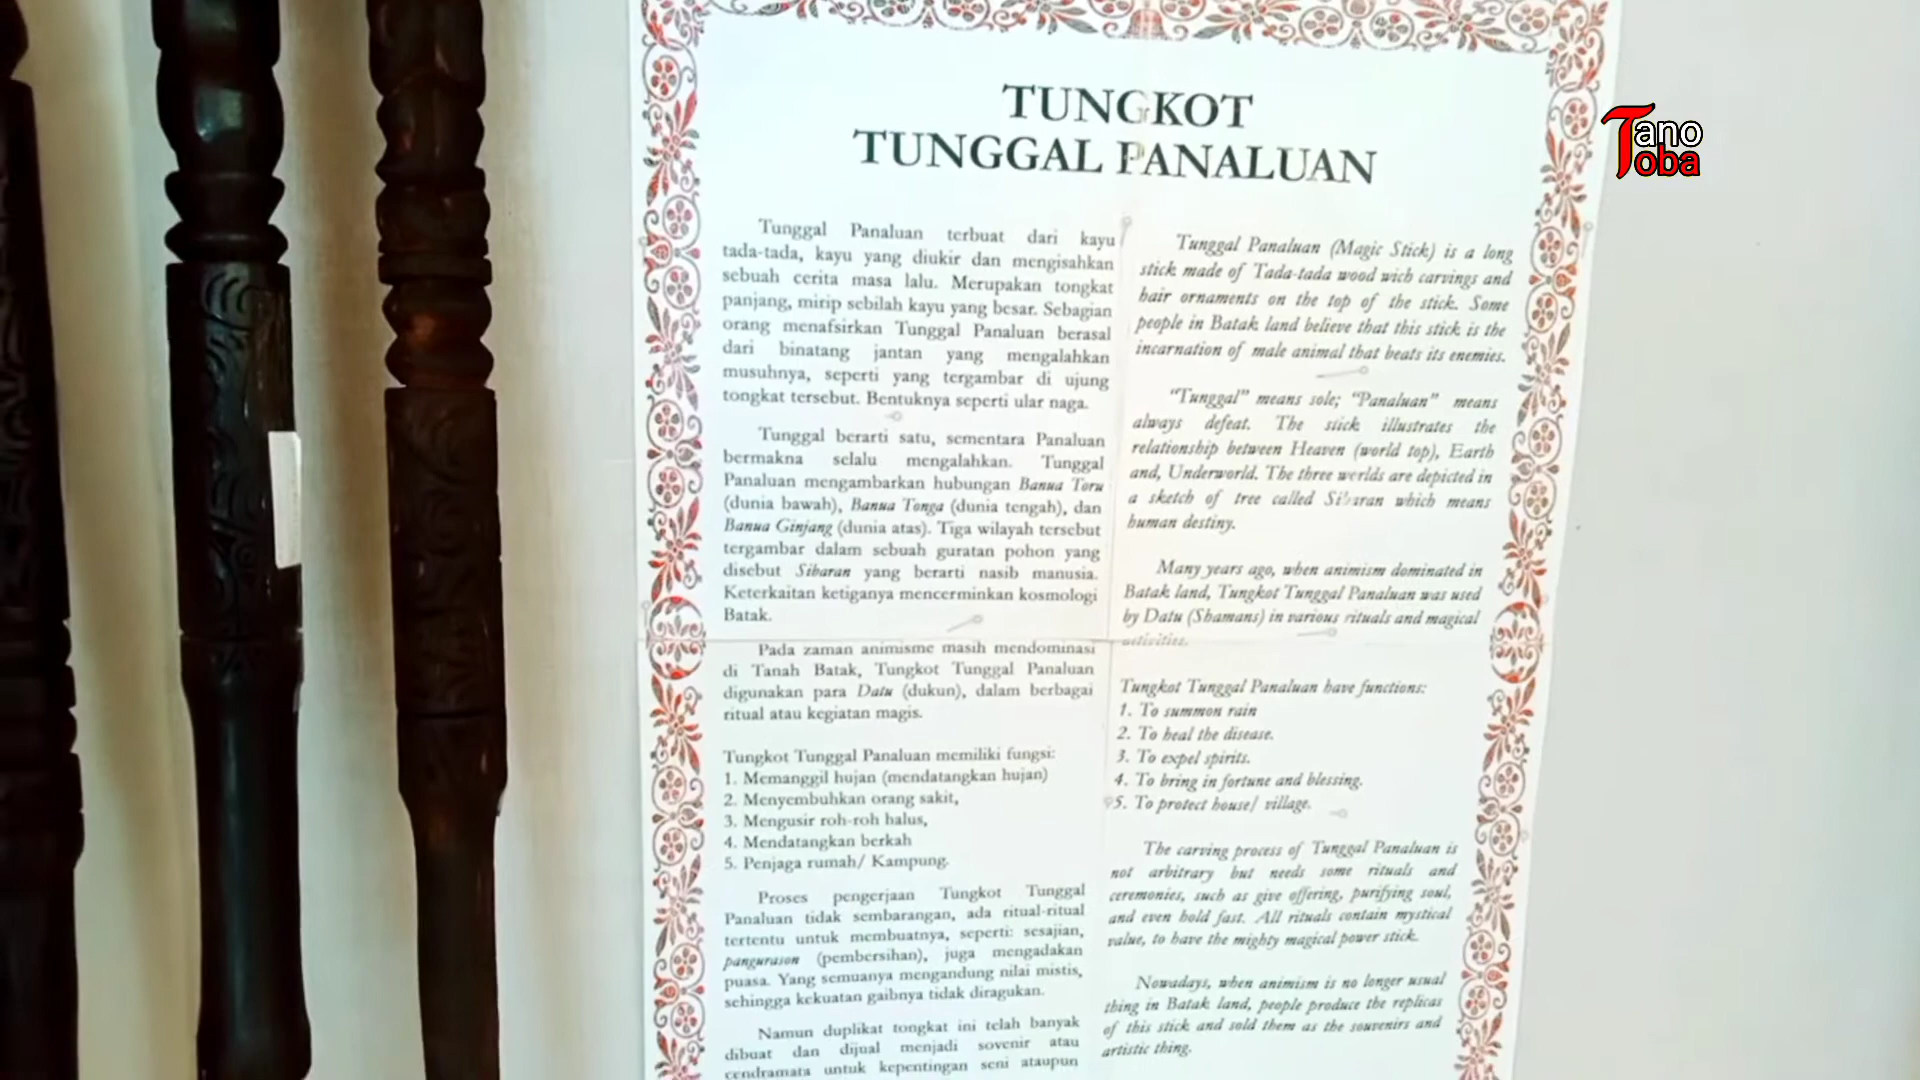 TUNGKOT
TUNGGAL PANALUAN
Tano
Toba
Tunggal Panaluan terbuat dari kayu
tada-tada, kayu yang diukir dan mengisahkan
sebuah cerita masa lalu. Merupakan tongkat
panjang, mirip sebilah kayu yang besar. Sebagian
orang menafsirkan Tunggal Panaluan berasal
dari binatang jantan yang mengalahkan
musuhnya, seperti yang tergambar di ujung
tongkat tersebut. Bentuknya seperti ular naga.
Tunggal berarti satu, sementara Panaluan
bermakna selalu mengalahkan. Tunggal
Panaluan mengambarkan hubungan Banua Toru
(dunia bawah), Banua Tonga (dunia tengah), dan
Banua Ginjang (dunia atas). Tiga wilayah tersebut
tergambar dalam sebuah guratan pohon yang
disebut Sibaran yang berarti nasib manusia.
Keterkaitan ketiganya mencerminkan kosmologi
Batak.
Pada zaman animisme masih mendominasi
di Tanah Batak, Tungkot Tunggal Panaluan
digunakan para Datu (dukun), dalam berbagai
ritual atau kegiatan magis.
Tungkot Tunggal Panaluan memiliki fungsi:
1. Memanggil hujan (mendatangkan hujan)
2. Menyembuhkan orang sakit,
3. Mengusir roh-roh halus,
4. Mendatangkan berkah
5. Penjaga rumah/ Kampung.
Proses pengerjaan Tungkot Tunggal
Panaluan tidak sembarangan, ada ritual-ritual
tertentu untuk membuatnya, seperti: sesajian,
pangurason (pembersihan), juga mengadakan
puasa. Yang semuanya mengandung nilai mistis,
sehingga kekuatan gaibnya tidak diragukan.
Namun duplikat tongkat ini telah banyak
dibuat dan dijual menjadi sovenir atau
cendramata untuk kepentingan seni ataupun
Tunggal Panaluan (Magic Stick) is a long
stick made of Tada-tada wood wich carvings and
hair ornaments on the top of the stick. Some
people in Batak land believe that this stick is the
incarnation of male animal that beats its enemies.
"Tunggal" means sole; "Panaluan" means
always defeat. The stick illustrates the
relationship between Heaven (world top), Earth
and, Underworld. The three worlds are depicted in
a sketch of tree called Sibaran which means
human destiny.
Many years ago, when animism dominated in
Batak land, Tungkot Tunggal Panaluan was used
by Datu (Shamans) in various rituals and magical
activities.
Tungkot Tunggal Panaluan have functions:
1. To summon rain
2. To heal the disease.
3. To expel spirits.
4. To bring in fortune and blessing.
5. To protect house/ village.
The carving process of Tunggal Panaluan is
not arbitrary but needs some rituals and
ceremonies, such as give offering, purifying soul,
and even hold fast. All rituals contain mystical
value, to have the mighty magical power stick.
Nowadays, when animism is no longer usual
thing in Batak land, people produce the replicas
of this stick and sold them as the souvenirs and
artistic thing.